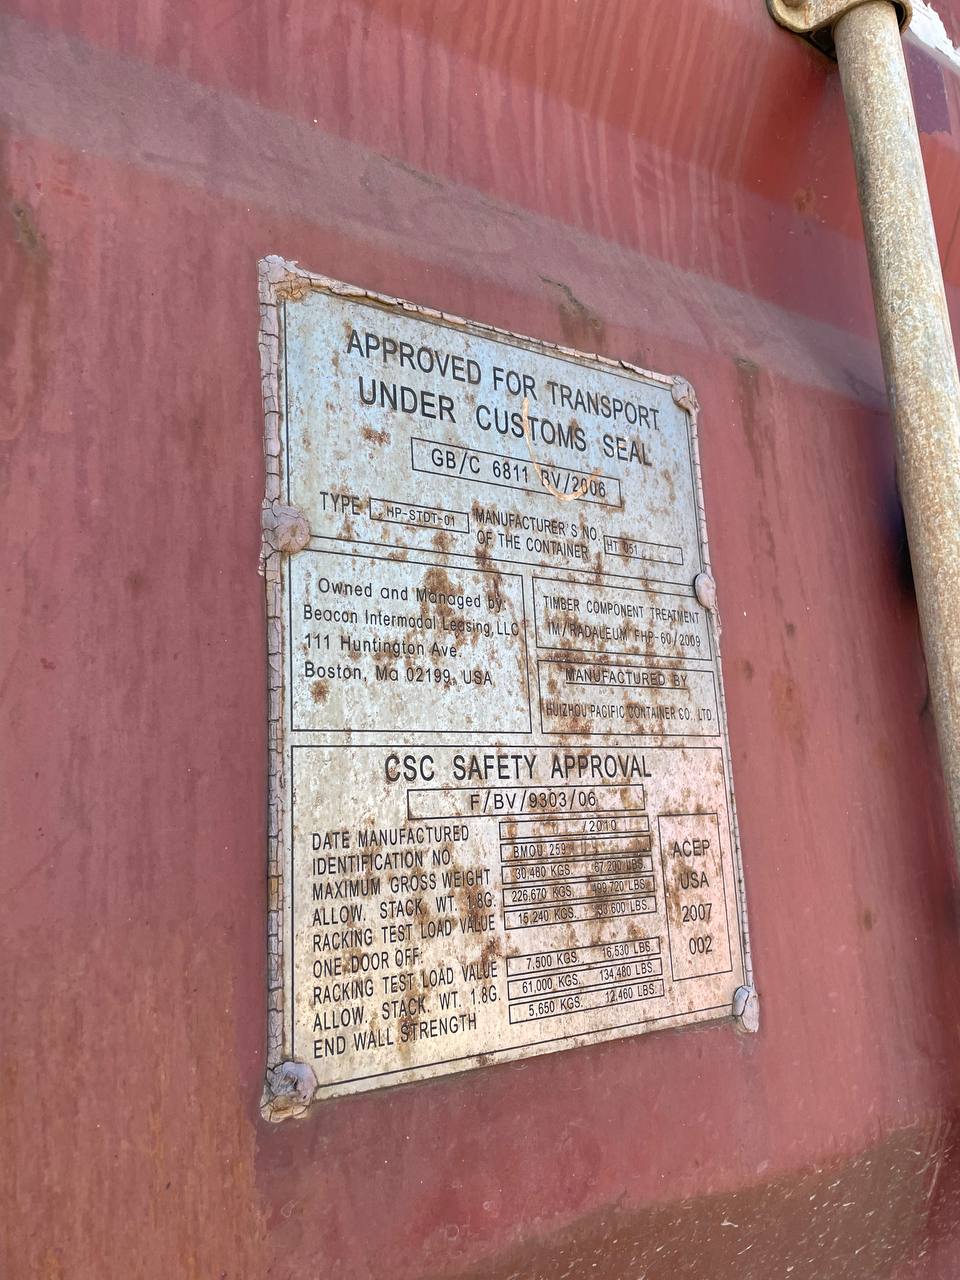 APPROVED FOR TRANSPORT
UNDER CUSTOMS SEAL
GB/C 6811 BV/2006
TYPE HP-STDT-01 MANUFACTURER'S NO. OF THE CONTAINER HT 051
Owned and Managed by
Beacon Intermodal Leasing, LLC
111 Huntington Ave.
Boston, Ma 02199, USA
TIMBER COMPONENT TREATMENT
IM/RADALEUM FHP-60/2009
MANUFACTURED BY
HUIZHOU PACIFIC CONTAINER CO. LTD.
CSC SAFETY APPROVAL
F/BV/9303/06
DATE MANUFACTURED /2010
IDENTIFICATION NO. BMOU 259
MAXIMUM GROSS WEIGHT 30,480 KGS. 67,200 LBS.
ALLOW. STACK. WT. 1.8G. 226,670 KGS. 499,720 LBS.
RACKING TEST LOAD VALUE 15,240 KGS. 33,600 LBS.
ONE DOOR OFF:
RACKING TEST LOAD VALUE 7,500 KGS. 16,530 LBS.
ALLOW. STACK. WT. 1.8G. 61,000 KGS. 134,480 LBS.
END WALL STRENGTH 5,650 KGS. 12,460 LBS.
ACEP
USA
2007
002